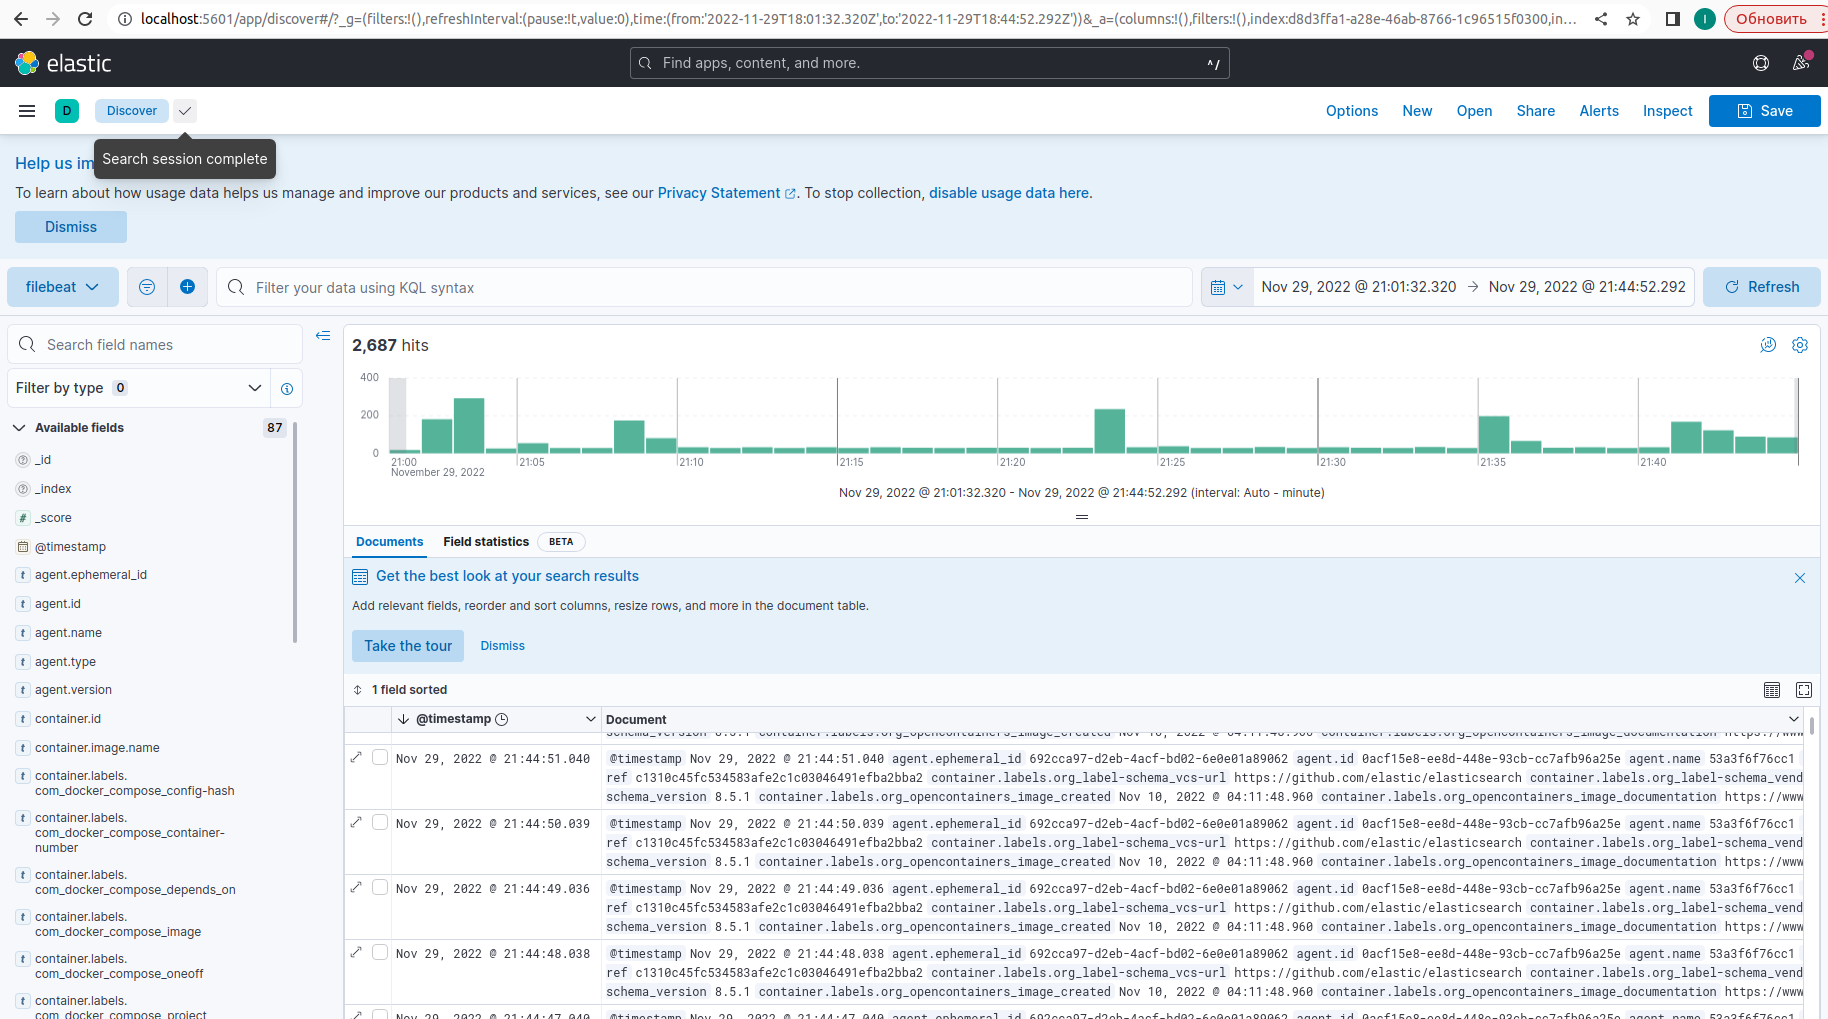 localhost:5601/app/discover#/?_g=(filters:!(),refreshInterval:(pause:!t,value:0),time:(from:'2022-11-29T18:01:32.320Z',to:'2022-11-29T18:44:52.292Z'))&_a=(columns:!(),filters:!(),index:d8d3ffa1-a28e-46ab-8766-1c96515f0300,in...
I
Обновить
elastic
Find apps, content, and more.
^/
D
Discover
Options
New
Open
Share
Alerts
Inspect
Save
Search session complete
Help us im
To learn about how usage data helps us manage and improve our products and services, see our Privacy Statement. To stop collection, disable usage data here.
Dismiss
filebeat
Filter your data using KQL syntax
Nov 29, 2022 @ 21:01:32.320 → Nov 29, 2022 @ 21:44:52.292
Refresh
Search field names
Filter by type 0
Available fields 87
_id
_index
_score
@timestamp
agent.ephemeral_id
agent.id
agent.name
agent.type
agent.version
container.id
container.image.name
container.labels.
com_docker_compose_config-hash
container.labels.
com_docker_compose_container-
number
container.labels.
com_docker_compose_depends_on
container.labels.
com_docker_compose_image
container.labels.
com_docker_compose_oneoff
container.labels.
com_docker_compose_project
2,687 hits
400
200
0
21:00 21:05 21:10 21:15 21:20 21:25 21:30 21:35 21:40
November 29, 2022
Nov 29, 2022 @ 21:01:32.320 - Nov 29, 2022 @ 21:44:52.292 (interval: Auto - minute)
Documents
Field statistics
BETA
Get the best look at your search results
Add relevant fields, reorder and sort columns, resize rows, and more in the document table.
Take the tour
Dismiss
1 field sorted
@timestamp
Document
schema_version 8.5.1 container.labels.org_opencontainers_image_created Nov 10, 2022 @ 04:11:48.960 container.labels.org_opencontainers_image_documentation https://www
Nov 29, 2022 @ 21:44:51.040
@timestamp Nov 29, 2022 @ 21:44:51.040 agent.ephemeral_id 692cca97-d2eb-4acf-bd02-6e0e01a89062 agent.id 0acf15e8-ee8d-448e-93cb-cc7afb96a25e agent.name 53a3f6f76cc1
ref c1310c45fc534583afe2c1c03046491efba2bba2 container.labels.org_label-schema_vcs-url https://github.com/elastic/elasticsearch container.labels.org_label-schema_vend
schema_version 8.5.1 container.labels.org_opencontainers_image_created Nov 10, 2022 @ 04:11:48.960 container.labels.org_opencontainers_image_documentation https://www
Nov 29, 2022 @ 21:44:50.039
@timestamp Nov 29, 2022 @ 21:44:50.039 agent.ephemeral_id 692cca97-d2eb-4acf-bd02-6e0e01a89062 agent.id 0acf15e8-ee8d-448e-93cb-cc7afb96a25e agent.name 53a3f6f76cc1
ref c1310c45fc534583afe2c1c03046491efba2bba2 container.labels.org_label-schema_vcs-url https://github.com/elastic/elasticsearch container.labels.org_label-schema_vend
schema_version 8.5.1 container.labels.org_opencontainers_image_created Nov 10, 2022 @ 04:11:48.960 container.labels.org_opencontainers_image_documentation https://www
Nov 29, 2022 @ 21:44:49.036
@timestamp Nov 29, 2022 @ 21:44:49.036 agent.ephemeral_id 692cca97-d2eb-4acf-bd02-6e0e01a89062 agent.id 0acf15e8-ee8d-448e-93cb-cc7afb96a25e agent.name 53a3f6f76cc1
ref c1310c45fc534583afe2c1c03046491efba2bba2 container.labels.org_label-schema_vcs-url https://github.com/elastic/elasticsearch container.labels.org_label-schema_vend
schema_version 8.5.1 container.labels.org_opencontainers_image_created Nov 10, 2022 @ 04:11:48.960 container.labels.org_opencontainers_image_documentation https://www
Nov 29, 2022 @ 21:44:48.038
@timestamp Nov 29, 2022 @ 21:44:48.038 agent.ephemeral_id 692cca97-d2eb-4acf-bd02-6e0e01a89062 agent.id 0acf15e8-ee8d-448e-93cb-cc7afb96a25e agent.name 53a3f6f76cc1
ref c1310c45fc534583afe2c1c03046491efba2bba2 container.labels.org_label-schema_vcs-url https://github.com/elastic/elasticsearch container.labels.org_label-schema_vend
schema_version 8.5.1 container.labels.org_opencontainers_image_created Nov 10, 2022 @ 04:11:48.960 container.labels.org_opencontainers_image_documentation https://www
Nov 29, 2022 @ 21:44:47.040
@timestamp Nov 29, 2022 @ 21:44:47.040 agent.ephemeral_id 692cca97-d2eb-4acf-bd02-6e0e01a89062 agent.id 0acf15e8-ee8d-448e-93cb-cc7afb96a25e agent.name 53a3f6f76cc1